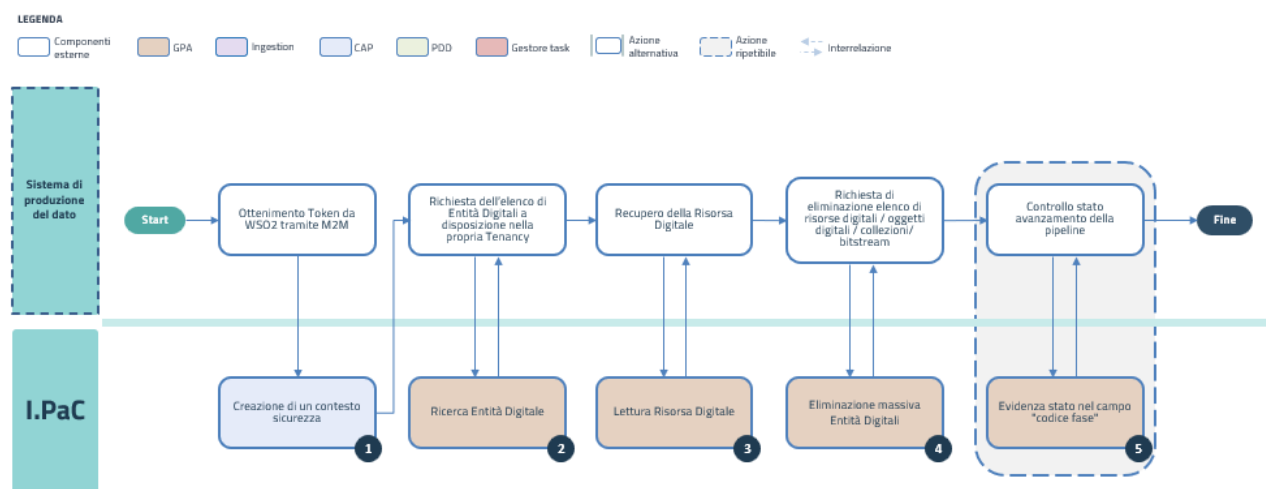 LEGENDA
Componenti
esterne
GPA
Ingestion
CAP
PDD
Gestore task
Azione
alternativa
Azione
ripetibile
Interrelazione
Sistema di
produzione
del dato
Start
Ottenimento Token da
WSO2 tramite M2M
Richiesta dell'elenco di
Entità Digitali a
disposizione nella
propria Tenancy
Recupero della Risorsa
Digitale
Richiesta di
eliminazione elenco di
risorse digitali / oggetti
digitali / collezioni/
bitstream
Controllo stato
avanzamento della
pipeline
Fine
I.PaC
Creazione di un contesto
sicurezza
1
Ricerca Entità Digitale
2
Lettura Risorsa Digitale
3
Eliminazione massiva
Entità Digitali
4
Evidenza stato nel campo
"codice fase"
5